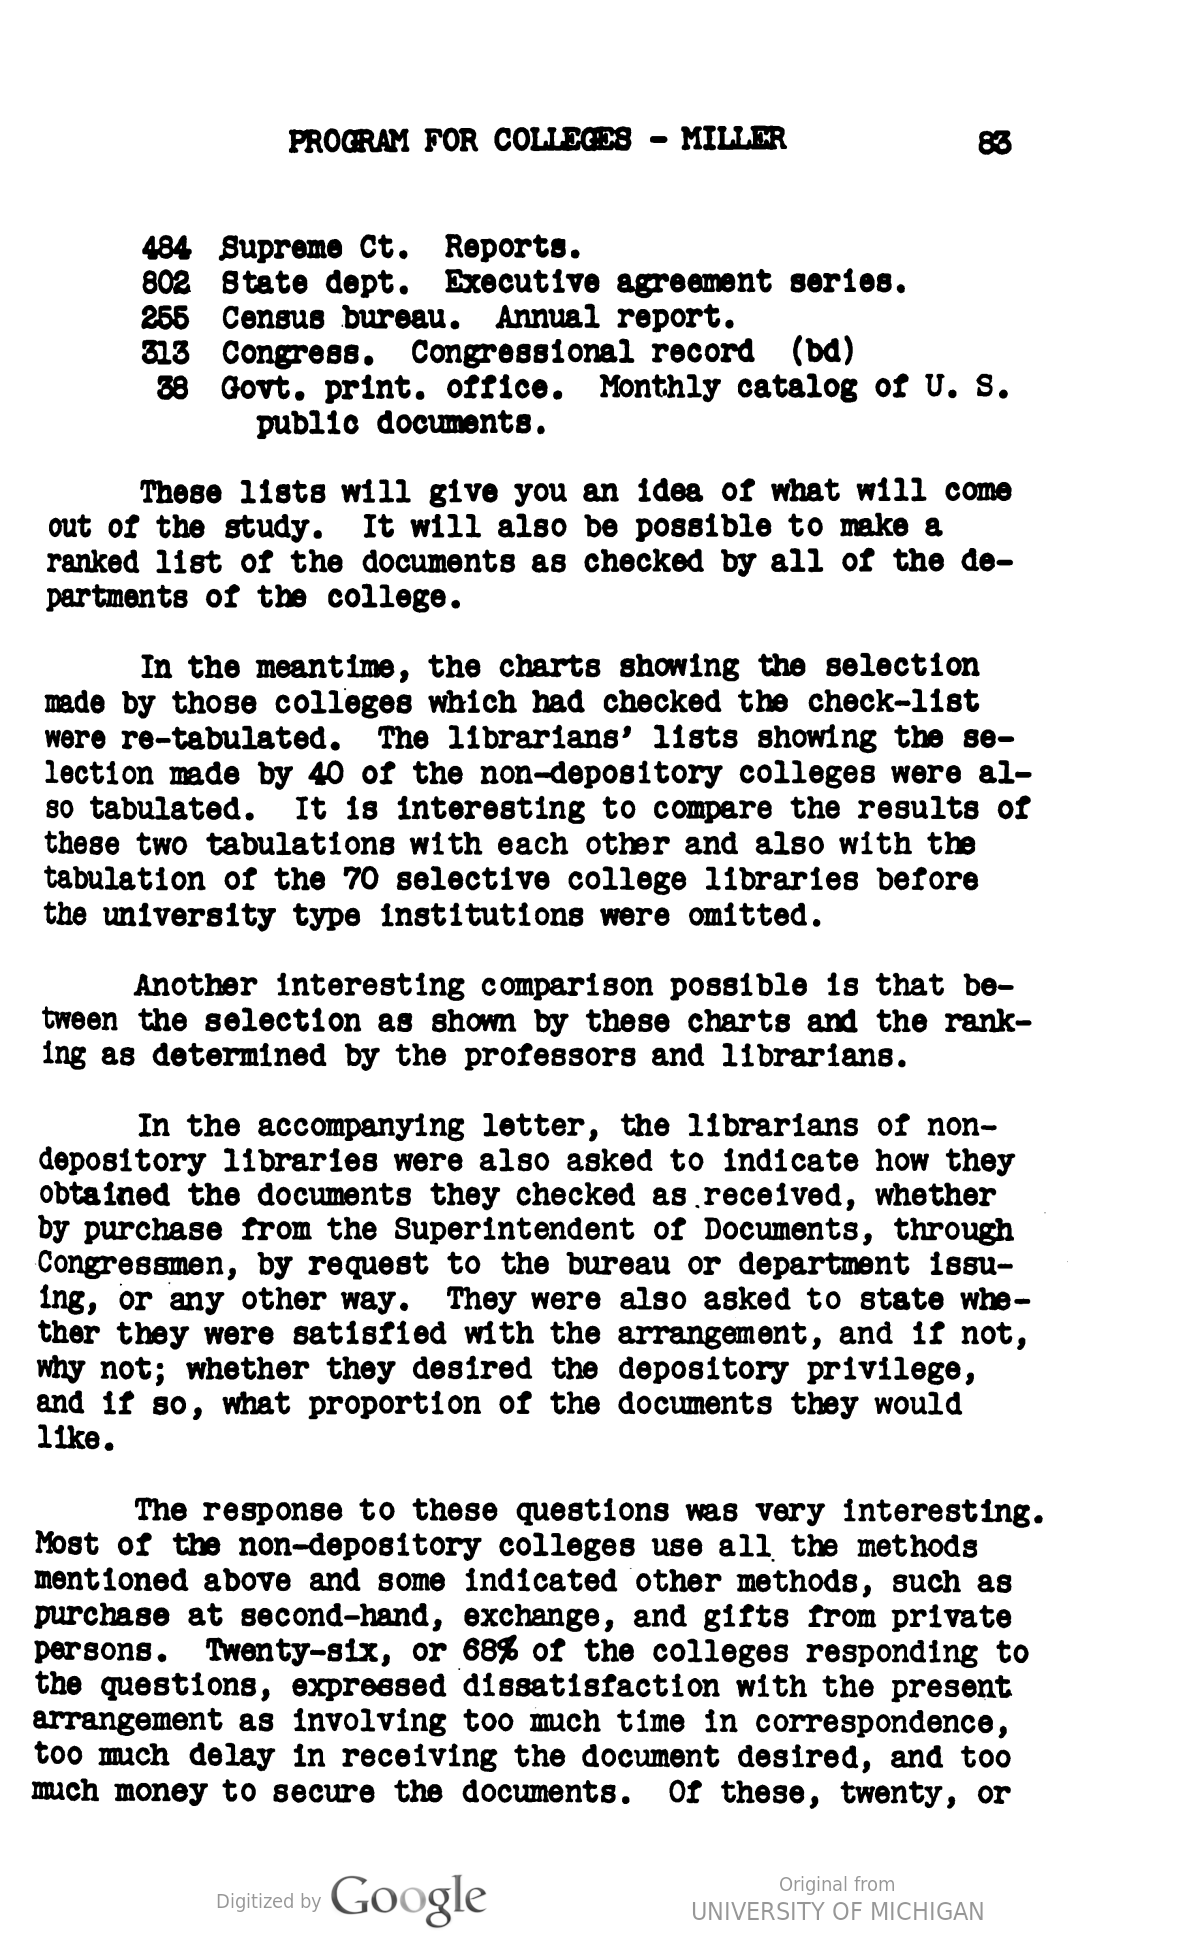 PROGRAM FOR COLLEGES - MILLER 83
484 Supreme Ct. Reports.
802 State dept. Executive agreement series.
255 Census bureau. Annual report.
313 Congress. Congressional record (bd)
38 Govt. print. office. Monthly catalog of U. S.
public documents.
These lists will give you an idea of what will come
out of the study. It will also be possible to make a
ranked list of the documents as checked by all of the de-
partments of the college.
In the meantime, the charts showing the selection
made by those colleges which had checked the check-list
were re-tabulated. The librarians' lists showing the se-
lection made by 40 of the non-depository colleges were al-
so tabulated. It is interesting to compare the results of
these two tabulations with each other and also with the
tabulation of the 70 selective college libraries before
the university type institutions were omitted.
Another interesting comparison possible is that be-
tween the selection as shown by these charts and the rank-
ing as determined by the professors and librarians.
In the accompanying letter, the librarians of non-
depository libraries were also asked to indicate how they
obtained the documents they checked as received, whether
by purchase from the Superintendent of Documents, through
Congressmen, by request to the bureau or department issu-
ing, or any other way. They were also asked to state whe-
ther they were satisfied with the arrangement, and if not,
why not; whether they desired the depository privilege,
and if so, what proportion of the documents they would
like.
The response to these questions was very interesting.
Most of the non-depository colleges use all the methods
mentioned above and some indicated other methods, such as
purchase at second-hand, exchange, and gifts from private
persons. Twenty-six, or 68% of the colleges responding to
the questions, expressed dissatisfaction with the present
arrangement as involving too much time in correspondence,
too much delay in receiving the document desired, and too
much money to secure the documents. Of these, twenty, or
Digitized by Google
Original from
UNIVERSITY OF MICHIGAN